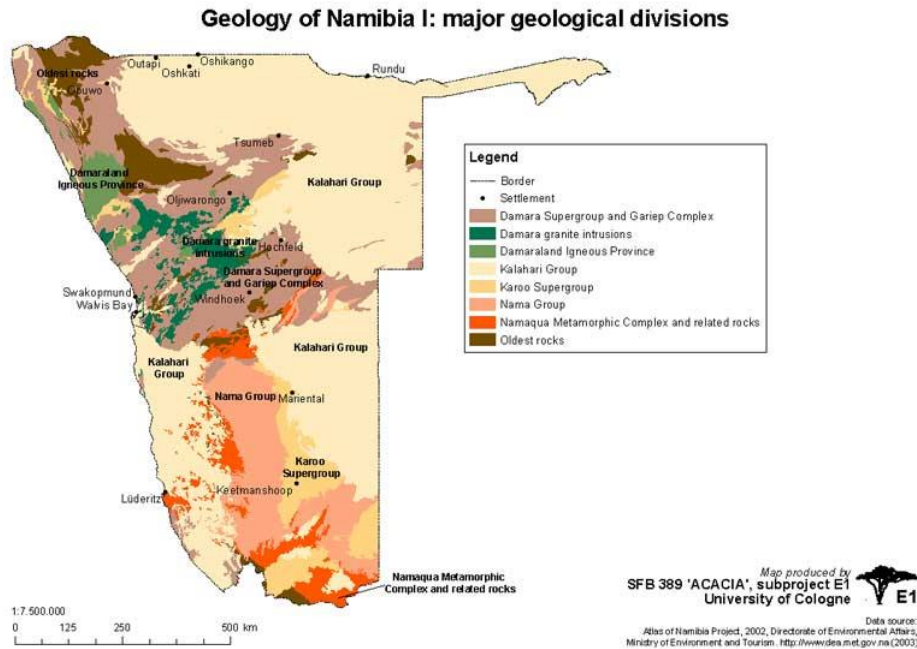 Geology of Namibia I: major geological divisions
Oshikango
Outapi
Oshkati
Rundu
Oldest rocks
Opuwo
Tsumeb
Damaraland
Igneous Province
Kalahari Group
Otjiwarongo
Damara granite
intrusions
Hochfeld
Damara Supergroup
and Gariep Complex
Swakopmund
Walvis Bay
Windhoek
Kalahari
Group
Kalahari Group
Nama Group
Mariental
Karoo
Supergroup
Keetmanshoop
Lüderitz
Namaqua Metamorphic
Complex and related rocks
Legend
Border
Settlement
Damara Supergroup and Gariep Complex
Damara granite intrusions
Damaraland Igneous Province
Kalahari Group
Karoo Supergroup
Nama Group
Namaqua Metamorphic Complex and related rocks
Oldest rocks
1:7.500.000
0 125 250 500 km
Map produced by
SFB 389 'ACACIA', subproject E1
University of Cologne
E1
Data source:
Atlas of Namibia Project, 2002, Directorate of Environmental Affairs,
Ministry of Environment and Tourism. http://www.dea.met.gov.na (2003)